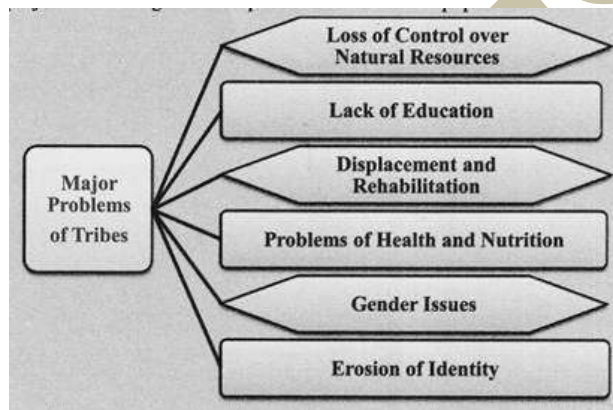 Major
Problems
of Tribes
Loss of Control over
Natural Resources
Lack of Education
Displacement and
Rehabilitation
Problems of Health and Nutrition
Gender Issues
Erosion of Identity